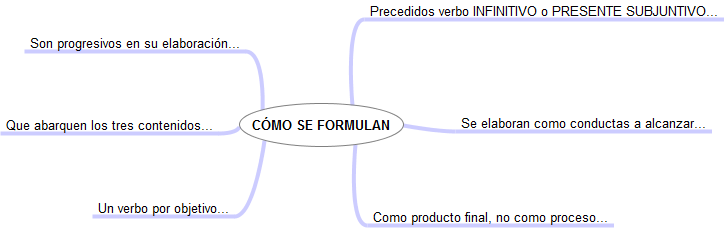 Precedidos verbo INFINITIVO o PRESENTE SUBJUNTIVO...
Son progresivos en su elaboración...
Que abarquen los tres contenidos...
CÓMO SE FORMULAN
Se elaboran como conductas a alcanzar...
Un verbo por objetivo...
Como producto final, no como proceso...